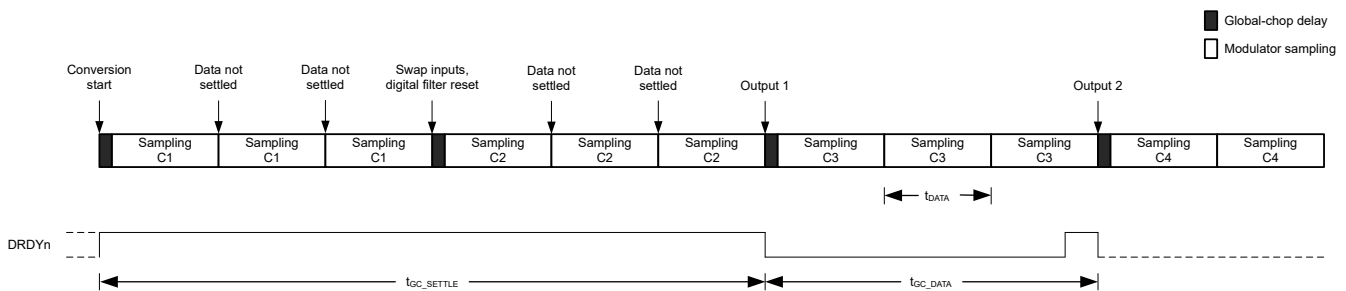 Global-chop delay
Modulator sampling
Conversion
start
Data not
settled
Data not
settled
Swap inputs,
digital filter reset
Data not
settled
Data not
settled
Output 1
Output 2
Sampling
C1
Sampling
C1
Sampling
C1
Sampling
C2
Sampling
C2
Sampling
C2
Sampling
C3
Sampling
C3
Sampling
C3
Sampling
C4
Sampling
C4
tDATA
DRDYn
tGC_SETTLE
tGC_DATA